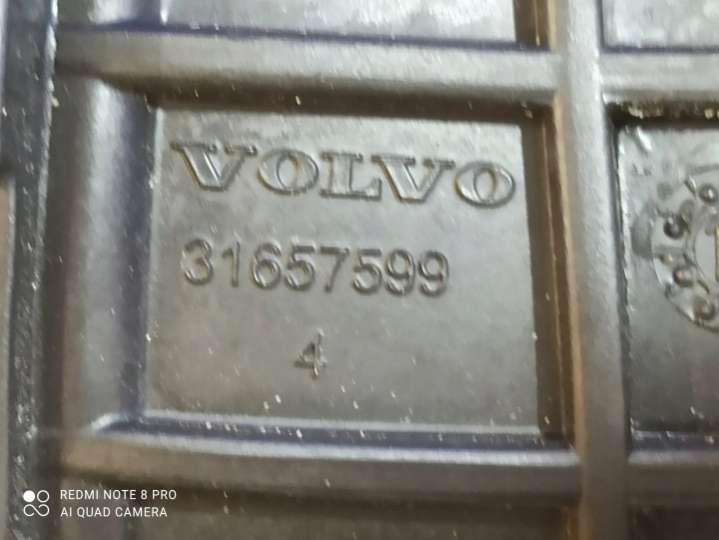 VOLVO
31657599
4
REDMI NOTE 8 PRO
AI QUAD CAMERA